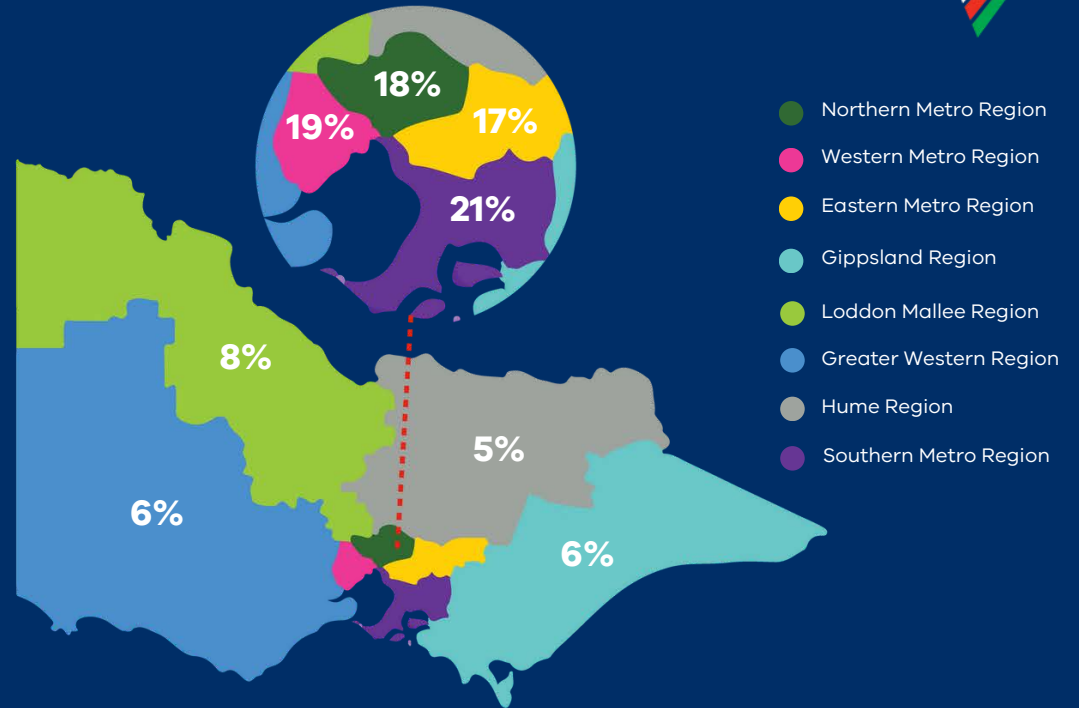 18%
19%
17%
21%
8%
5%
6%
6%
Northern Metro Region
Western Metro Region
Eastern Metro Region
Gippsland Region
Loddon Mallee Region
Greater Western Region
Hume Region
Southern Metro Region